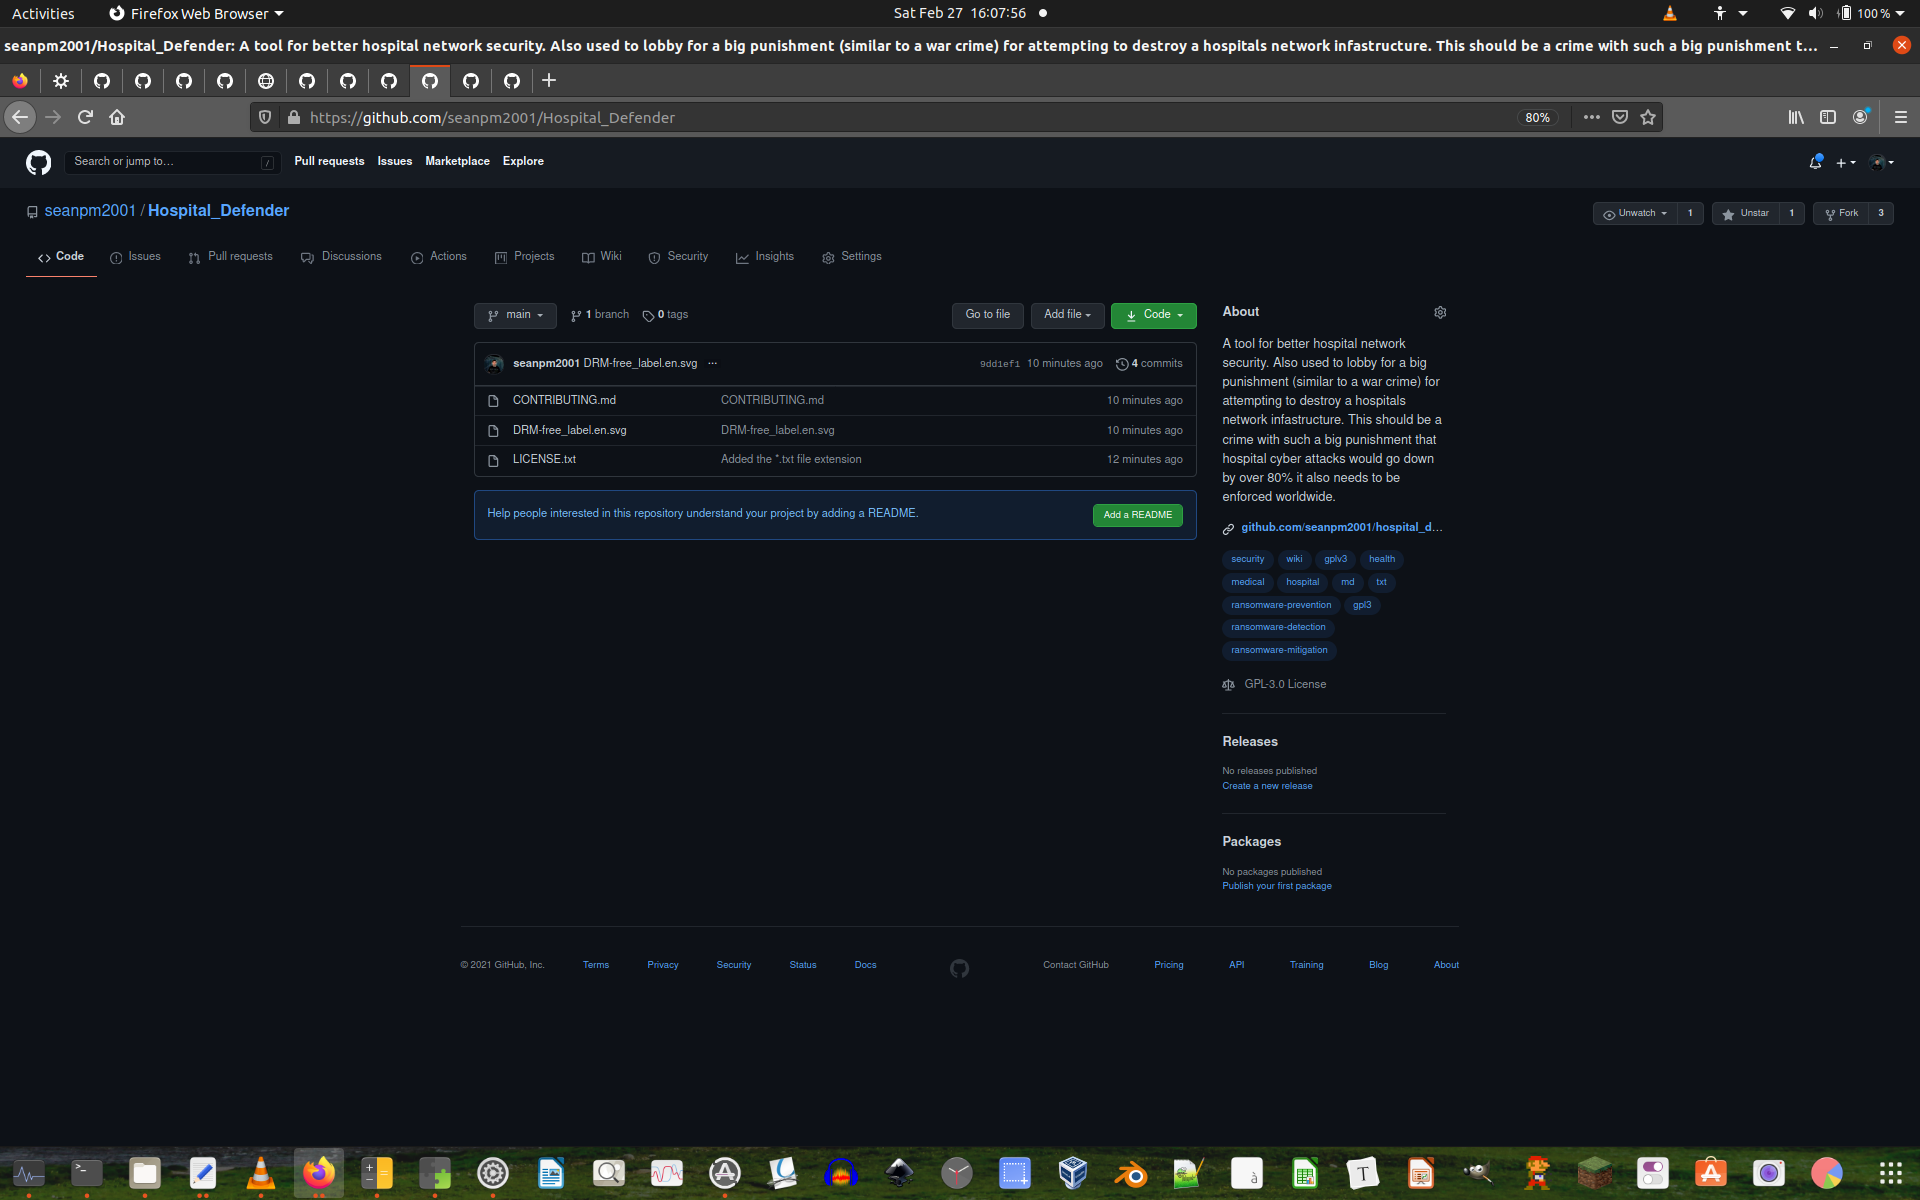 Activities
Firefox Web Browser
Sat Feb 27 16:07:56
100 %
seanpm2001/Hospital_Defender: A tool for better hospital network security. Also used to lobby for a big punishment (similar to a war crime) for attempting to destroy a hospitals network infastructure. This should be a crime with such a big punishment t...
https://github.com/seanpm2001/Hospital_Defender
80%
Search or jump to...
/
Pull requests
Issues
Marketplace
Explore
seanpm2001 / Hospital_Defender
Unwatch
1
Unstar
1
Fork
3
Code
Issues
Pull requests
Discussions
Actions
Projects
Wiki
Security
Insights
Settings
main
1 branch
0 tags
Go to file
Add file
Code
seanpm2001 DRM-free_label.en.svg
...
9dd1ef1 10 minutes ago
4 commits
CONTRIBUTING.md
CONTRIBUTING.md
10 minutes ago
DRM-free_label.en.svg
DRM-free_label.en.svg
10 minutes ago
LICENSE.txt
Added the *.txt file extension
12 minutes ago
Help people interested in this repository understand your project by adding a README.
Add a README
About
A tool for better hospital network
security. Also used to lobby for a big
punishment (similar to a war crime) for
attempting to destroy a hospitals
network infastructure. This should be a
crime with such a big punishment that
hospital cyber attacks would go down
by over 80% it also needs to be
enforced worldwide.
github.com/seanpm2001/hospital_d...
security wiki gplv3 health
medical hospital md txt
ransomware-prevention gpl3
ransomware-detection
ransomware-mitigation
GPL-3.0 License
Releases
No releases published
Create a new release
Packages
No packages published
Publish your first package
© 2021 GitHub, Inc.
Terms
Privacy
Security
Status
Docs
Contact GitHub
Pricing
API
Training
Blog
About